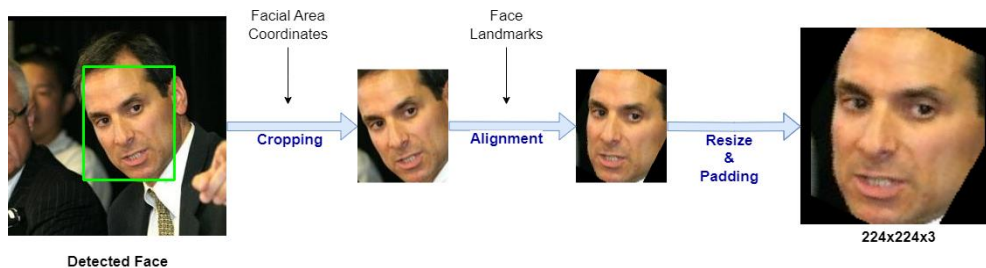 Facial Area
Coordinates
Face
Landmarks
Cropping
Alignment
Resize
&
Padding
224x224x3
Detected Face